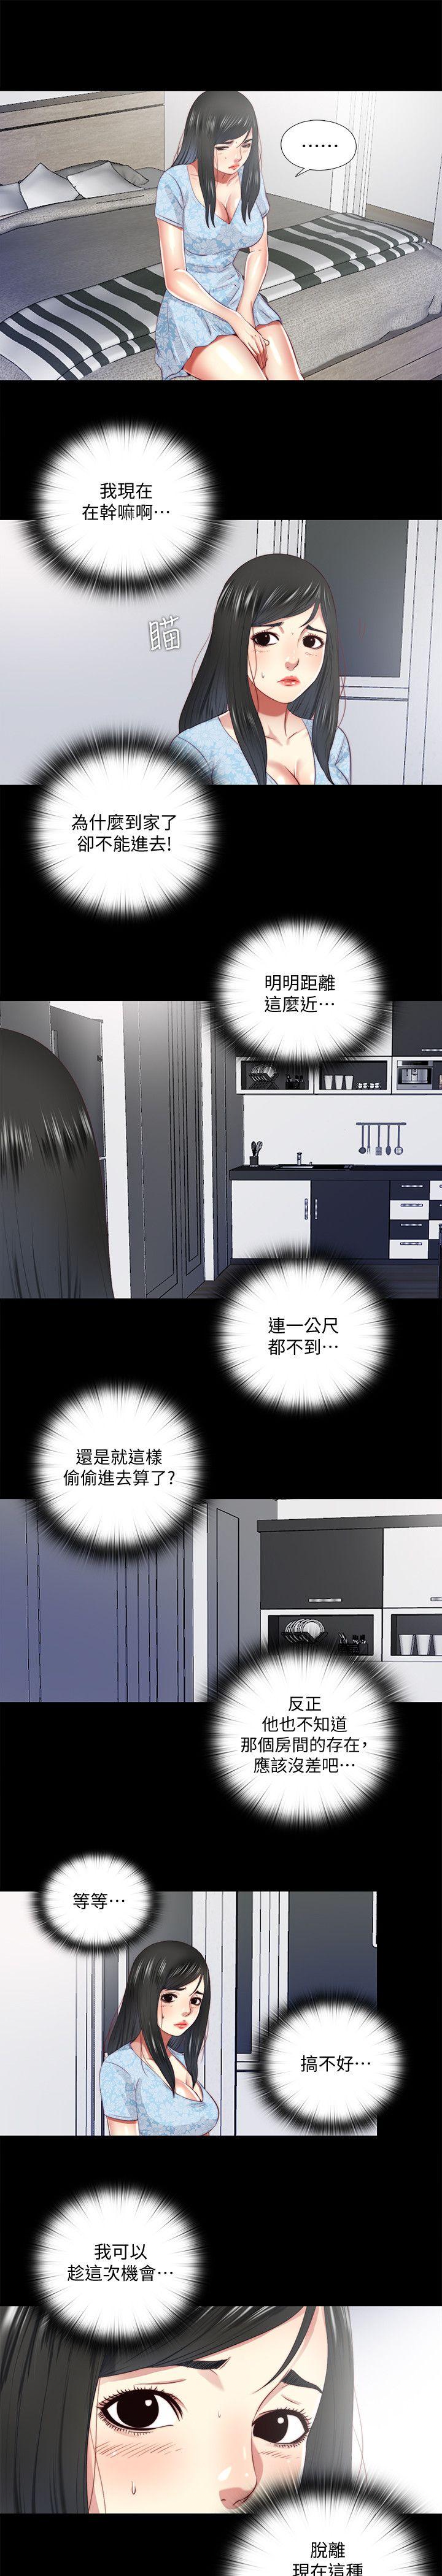 ……
我現在
在幹嘛啊…
瞄
為什麼到家了
卻不能進去!
明明距離
這麼近…
連一公尺
都不到…
還是就這樣
偷偷進去算了?
反正
他也不知道
那個房間的存在,
應該沒差吧…
等等…
搞不好…
我可以
趁這次機會…
脫離
現在這種